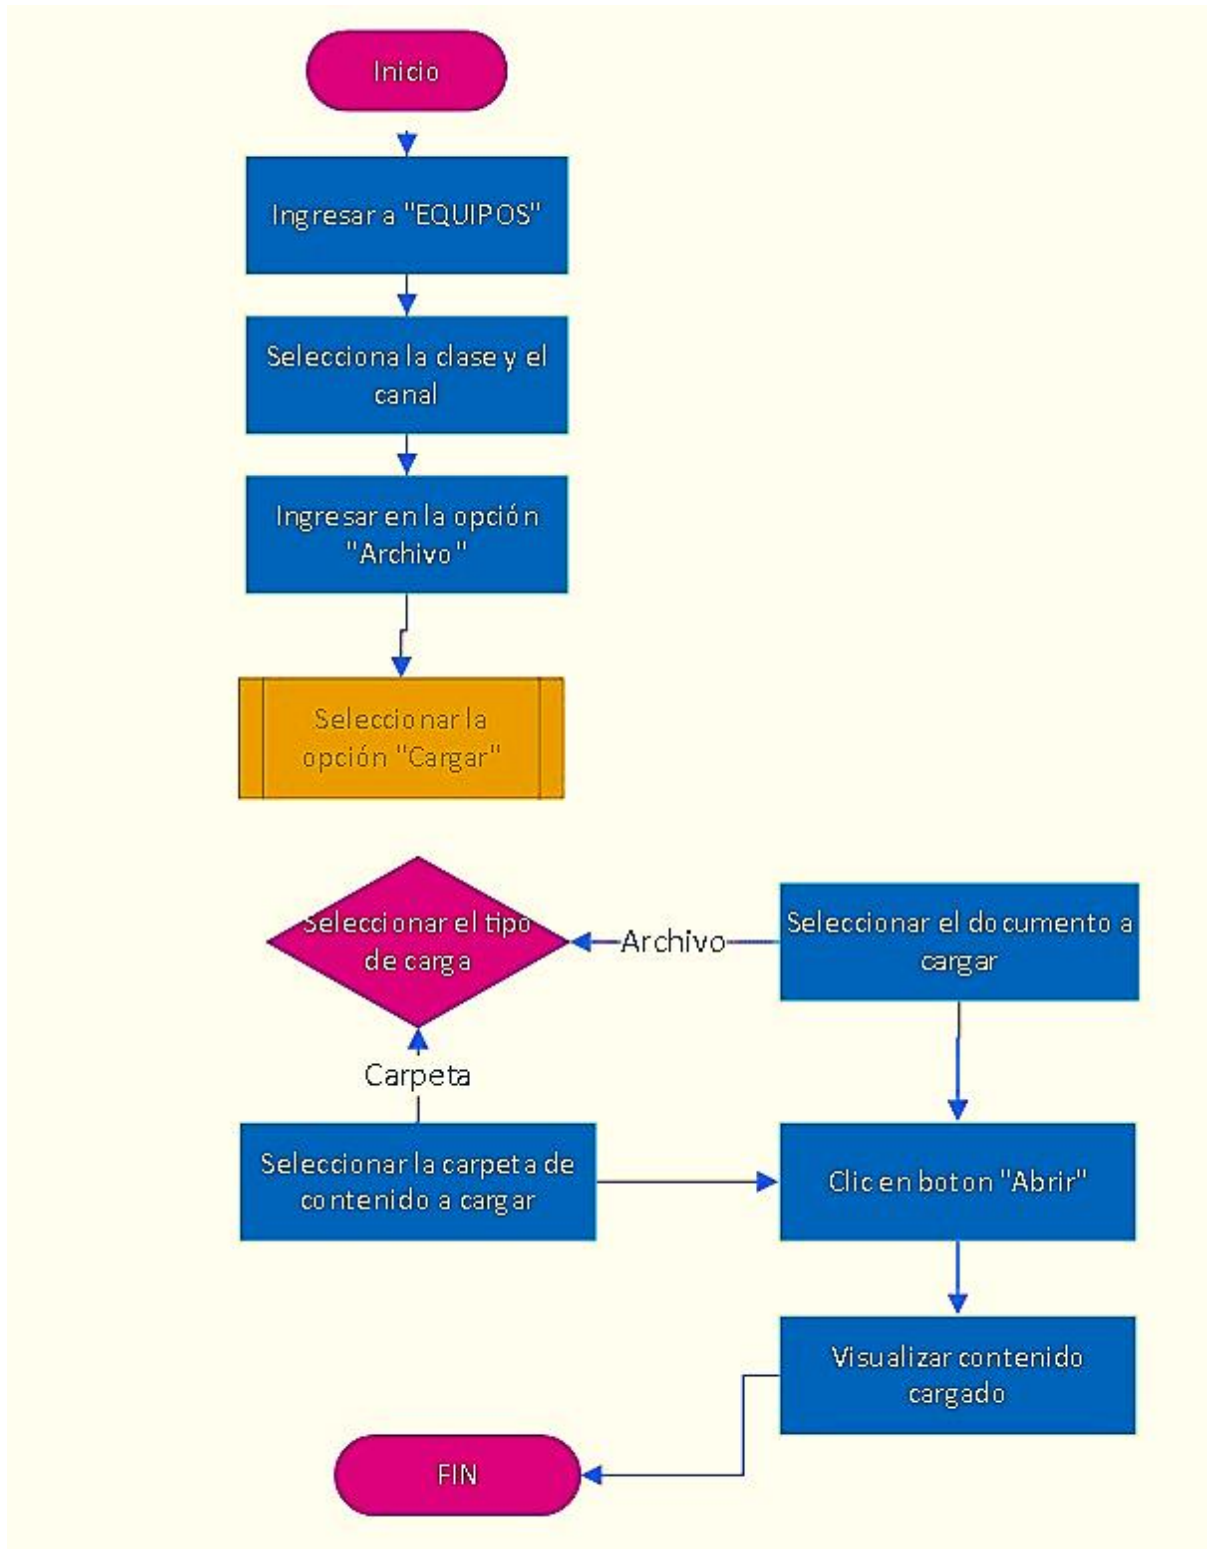 Inicio
Ingresar a "EQUIPOS"
Selecciona la clase y el
canal
Ingresar en la opción
"Archivo"
Seleccionar la
opción "Cargar"
Seleccionar el tipo
de carga
Archivo
Seleccionar el documento a
cargar
Carpeta
Seleccionar la carpeta de
contenido a cargar
Clic en boton "Abrir"
Visualizar contenido
cargado
FIN